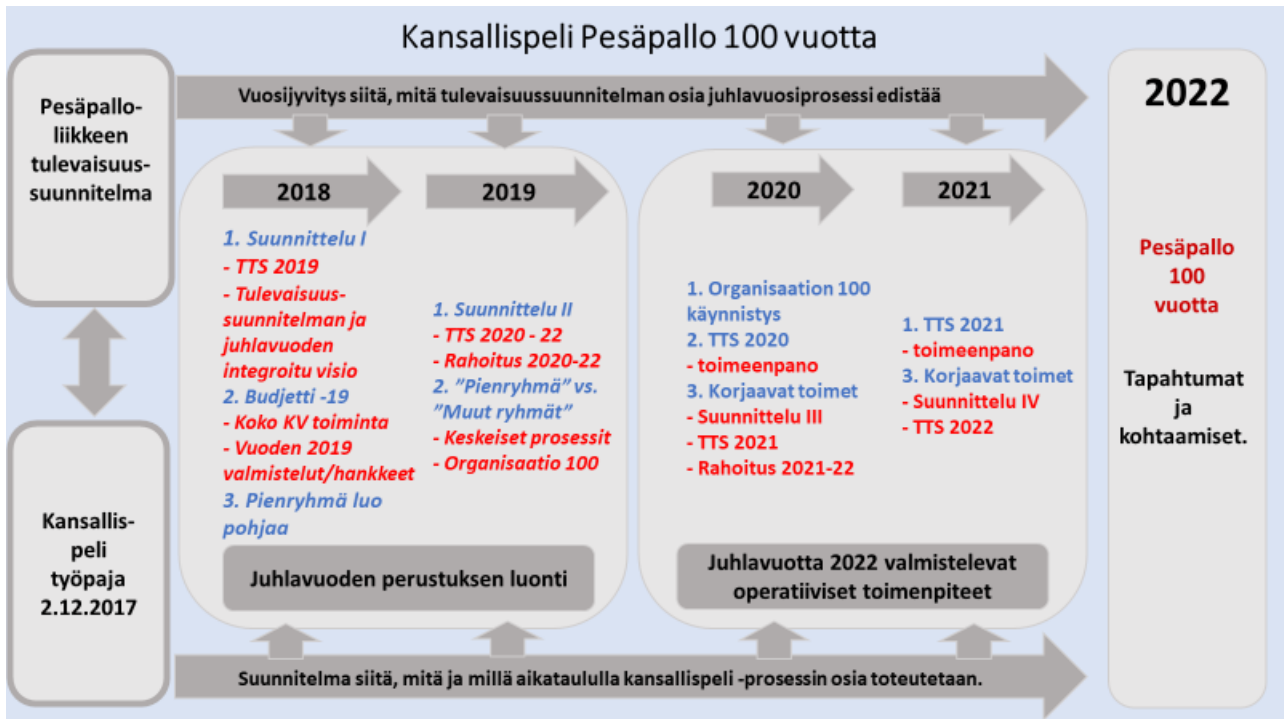 Kansallispeli Pesäpallo 100 vuotta
Pesäpallo-
liikkeen
tulevaisuus-
suunnitelma
Kansallis-
peli
työpaja
2.12.2017
Vuosijyvitys siitä, mitä tulevaisuussuunnitelman osia juhlavuosiprosessi edistää
2018
1. Suunnittelu I
- TTS 2019
- Tulevaisuus-
suunnitelman ja
juhlavuoden
integroitu visio
2. Budjetti -19
- Koko KV toiminta
- Vuoden 2019
valmistelut/hankkeet
3. Pienryhmä luo
pohjaa
2019
1. Suunnittelu II
- TTS 2020 - 22
- Rahoitus 2020-22
2. ”Pienryhmä” vs.
”Muut ryhmät”
- Keskeiset prosessit
- Organisaatio 100
Juhlavuoden perustuksen luonti
2020
1. Organisaation 100
käynnistys
2. TTS 2020
- toimeenpano
3. Korjaavat toimet
- Suunnittelu III
- TTS 2021
- Rahoitus 2021-22
2021
1. TTS 2021
- toimeenpano
3. Korjaavat toimet
- Suunnittelu IV
- TTS 2022
Juhlavuotta 2022 valmistelevat
operatiiviset toimenpiteet
Suunnitelma siitä, mitä ja millä aikataululla kansallispeli -prosessin osia toteutetaan.
2022
Pesäpallo
100
vuotta
Tapahtumat
ja
kohtaamiset.